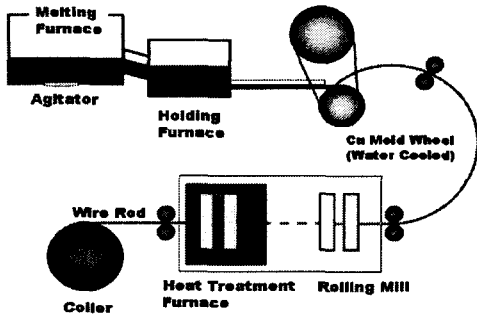 Melting
Furnace
Agitator
Holding
Furnace
Cu Mold Wheel
(Water Cooled)
Wire Rod
Coiler
Heat Treatment
Furnace
Rolling Mill